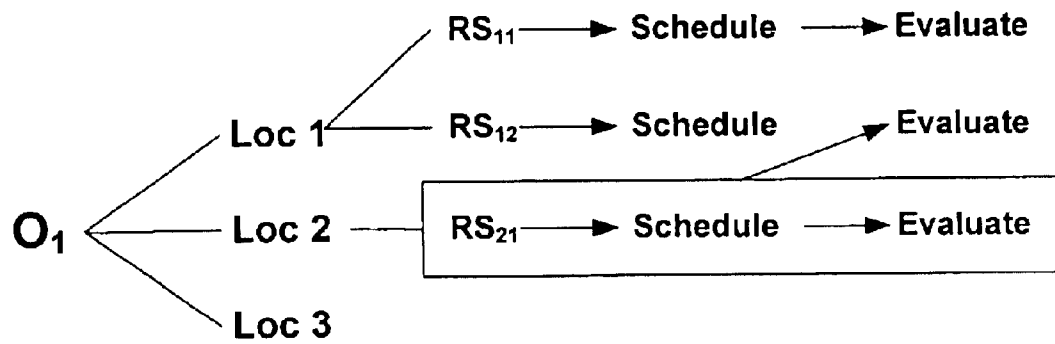 RS₁₁ Schedule Evaluate
Loc 1
RS₁₂ Schedule Evaluate
O₁
Loc 2
RS₂₁ Schedule Evaluate
Loc 3